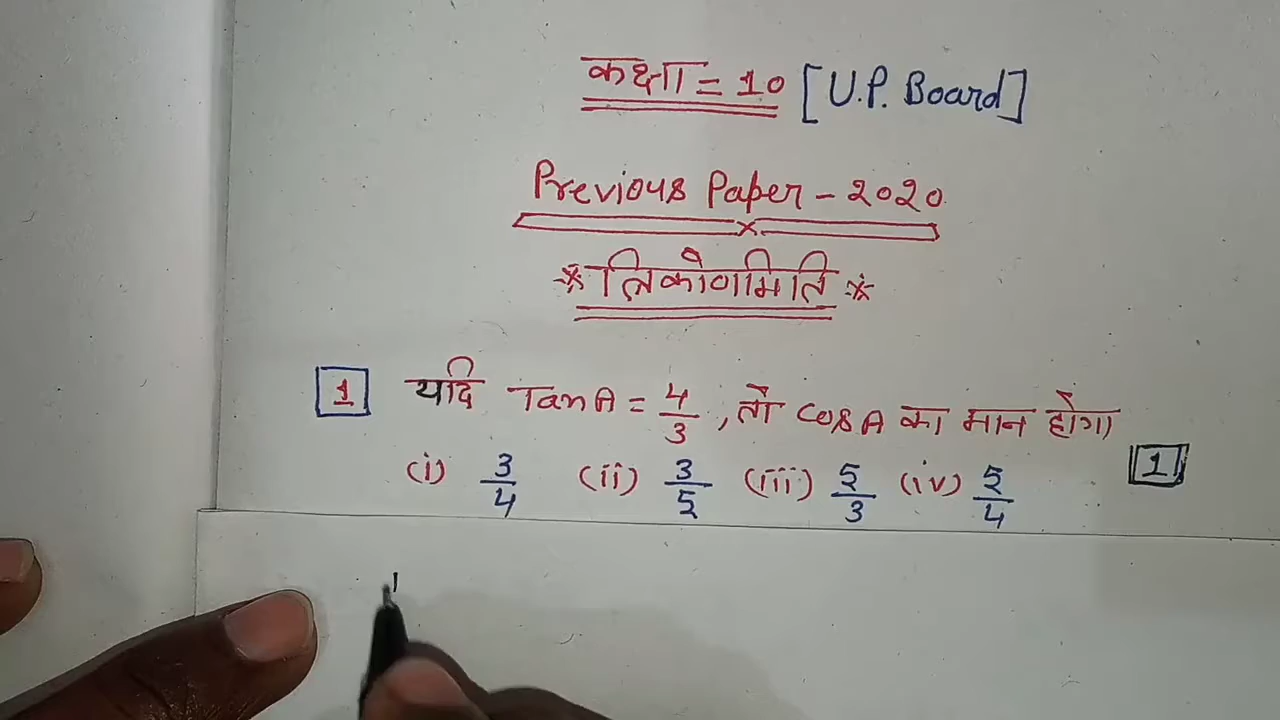 कक्षा = 10 [U.P. Board]
Previous Paper - 2020
* त्रिकोणमिति *
1 यदि TanA = 4/3 , तो CosA का मान होगा
(i) 3/4 (ii) 3/5 (iii) 5/3 (iv) 5/4 1